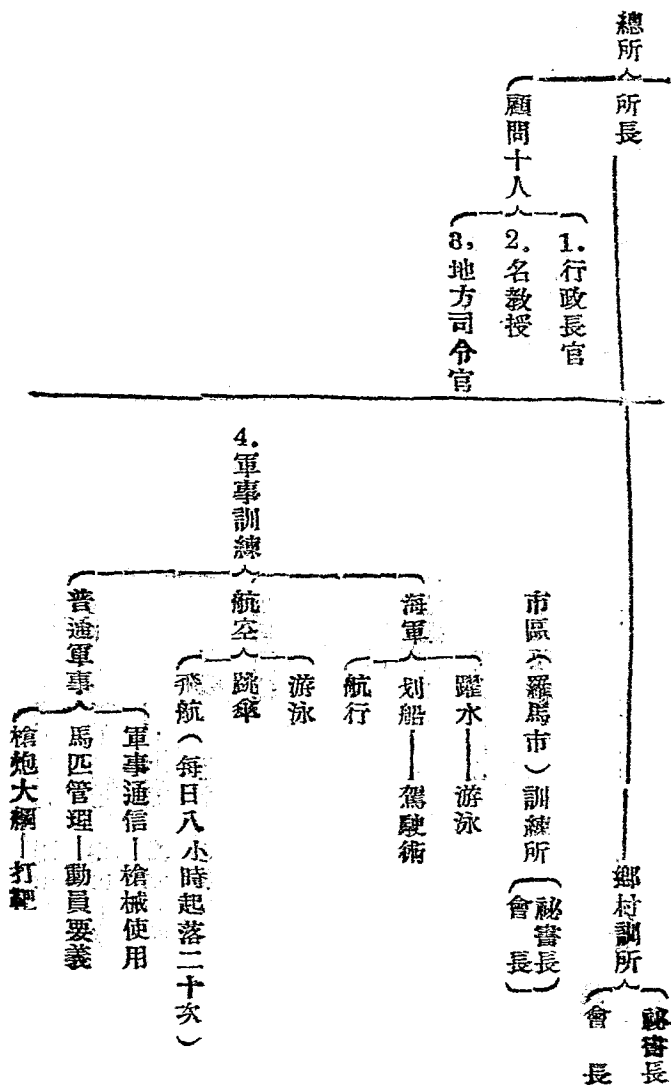 總所 所長
顧問十人
1.行政長官
2.名教授
3.地方司令官
鄉村訓所
祕書長
會長
市區（羅馬市）訓練所
祕書長
會長
4.軍事訓練
海軍
躍水——游泳
划船——駕駛術
航行
航空
游泳
跳傘
飛航（每日八小時起落二十次）
普通軍事
軍事通信—槍械使用
馬匹管理—動員要義
槍炮大綱—打靶